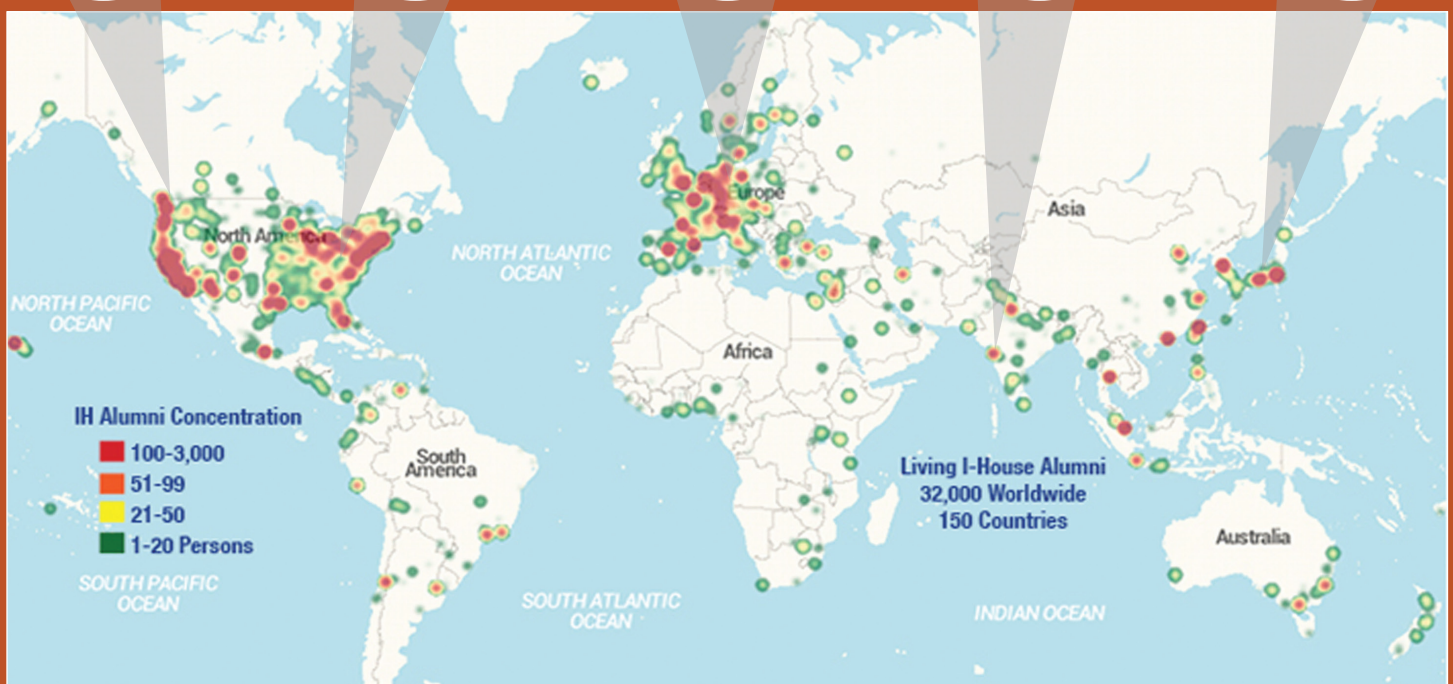 North America
Europe
Asia
NORTH ATLANTIC
OCEAN
NORTH PACIFIC
OCEAN
Africa
IH Alumni Concentration
100-3,000
51-99
21-50
1-20 Persons
South
America
Living I-House Alumni
32,000 Worldwide
150 Countries
Australia
SOUTH PACIFIC
OCEAN
SOUTH ATLANTIC
OCEAN
INDIAN OCEAN